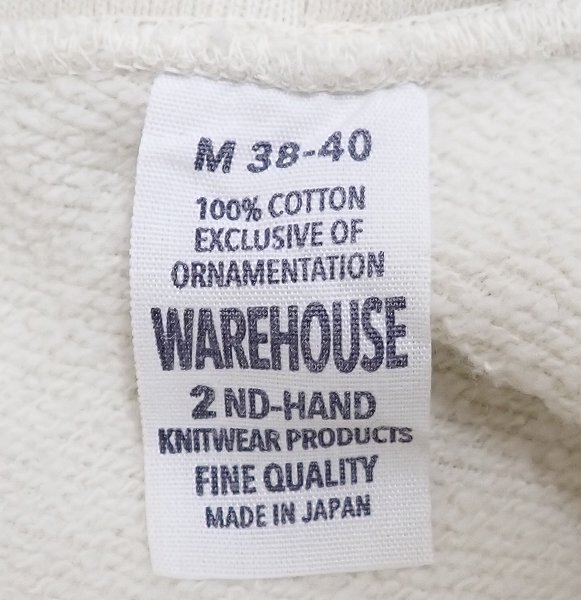 M 38-40
100% COTTON
EXCLUSIVE OF
ORNAMENTATION
WAREHOUSE
2 ND-HAND
KNITWEAR PRODUCTS
FINE QUALITY
MADE IN JAPAN